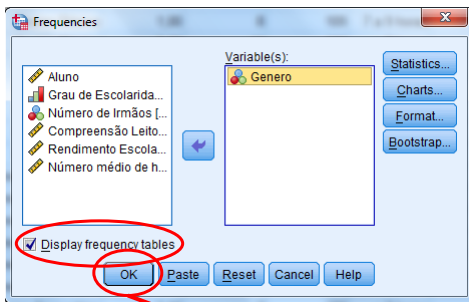 Frequencies
Variable(s):
Aluno
Grau de Escolarida...
Número de Irmãos [...
Compreensão Leito...
Rendimento Escola...
Número médio de h...
Genero
Statistics...
Charts...
Format...
Bootstrap...
Display frequency tables
OK Paste Reset Cancel Help